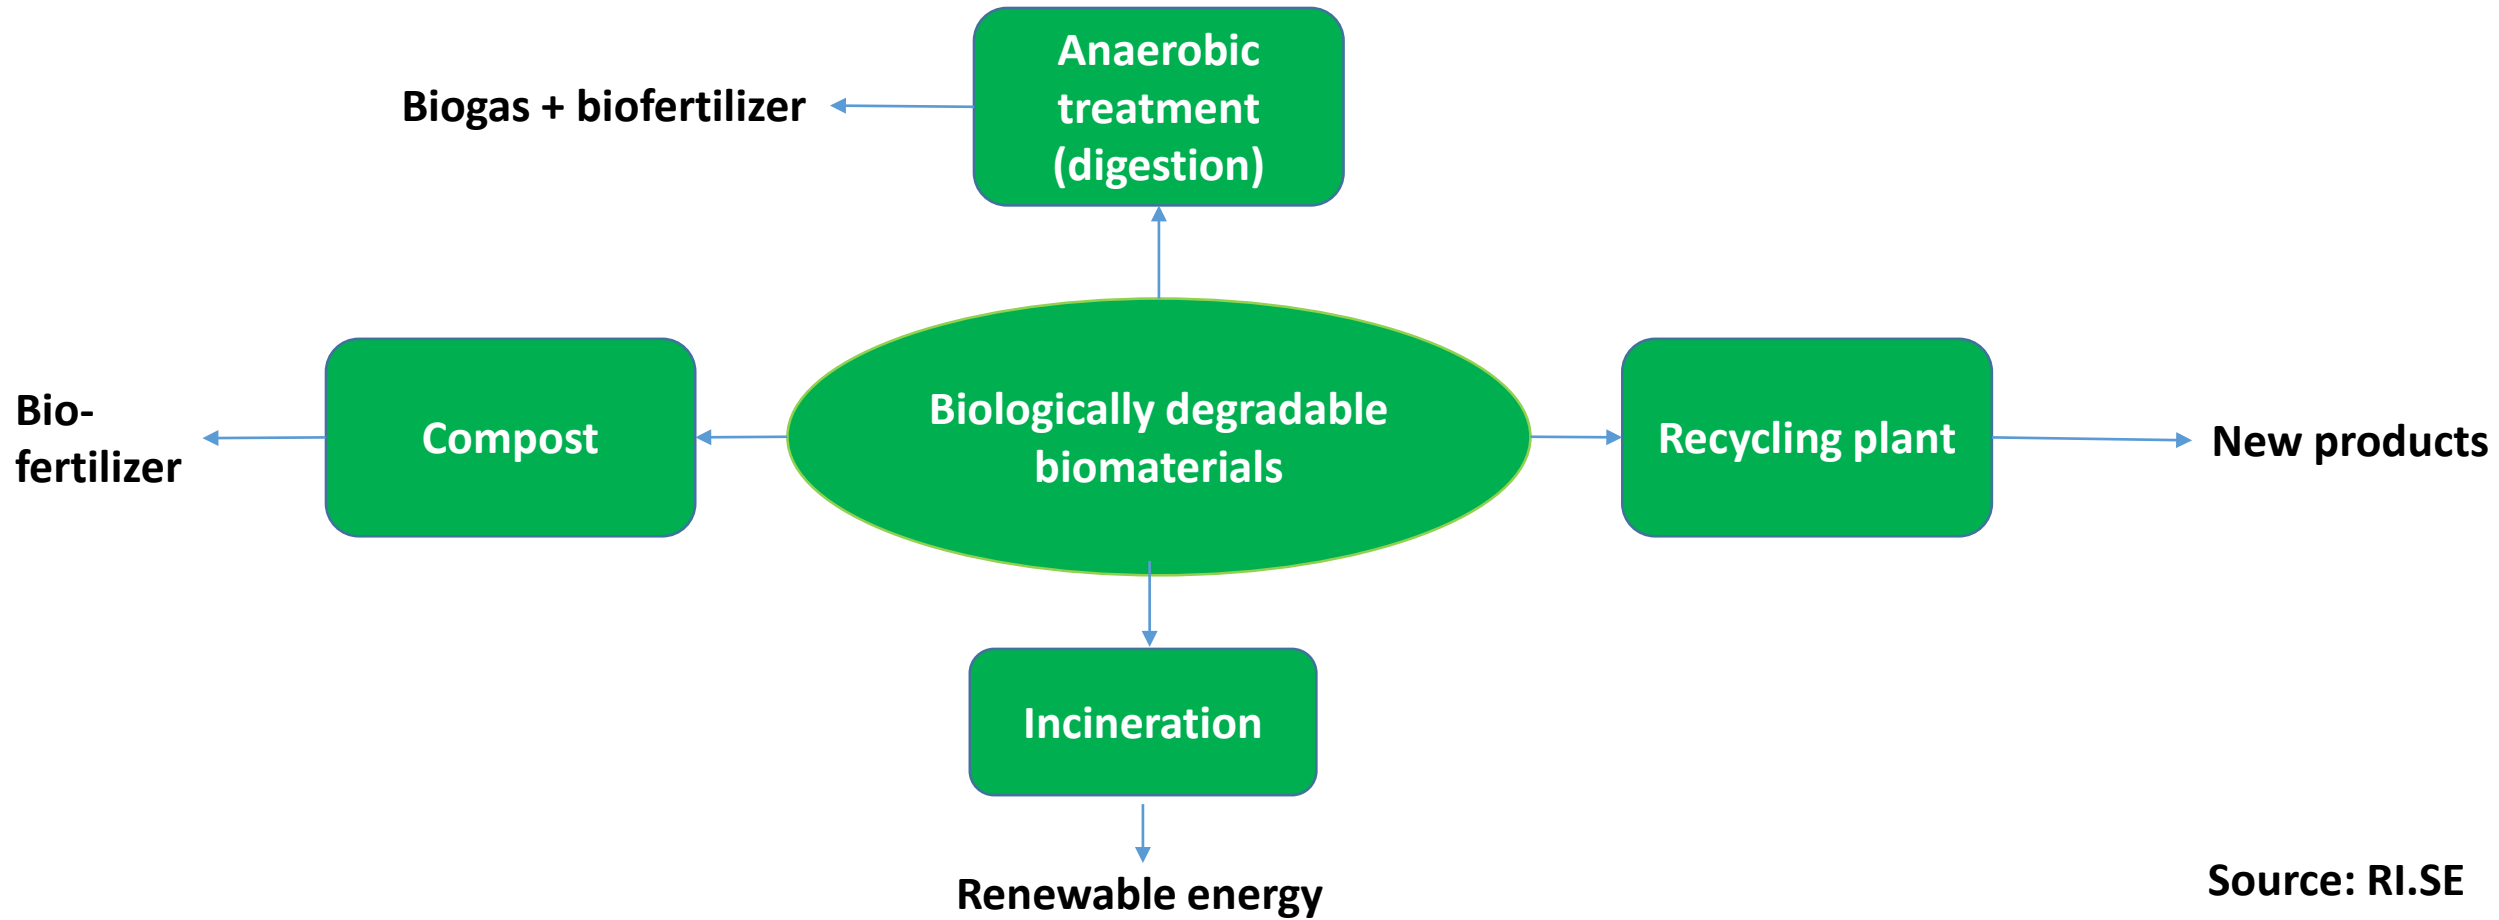 Anaerobic
treatment
(digestion)
Biogas + biofertilizer
Biologically degradable
biomaterials
Bio-
fertilizer
Compost
Recycling plant
New products
Incineration
Renewable energy
Source: RI.SE